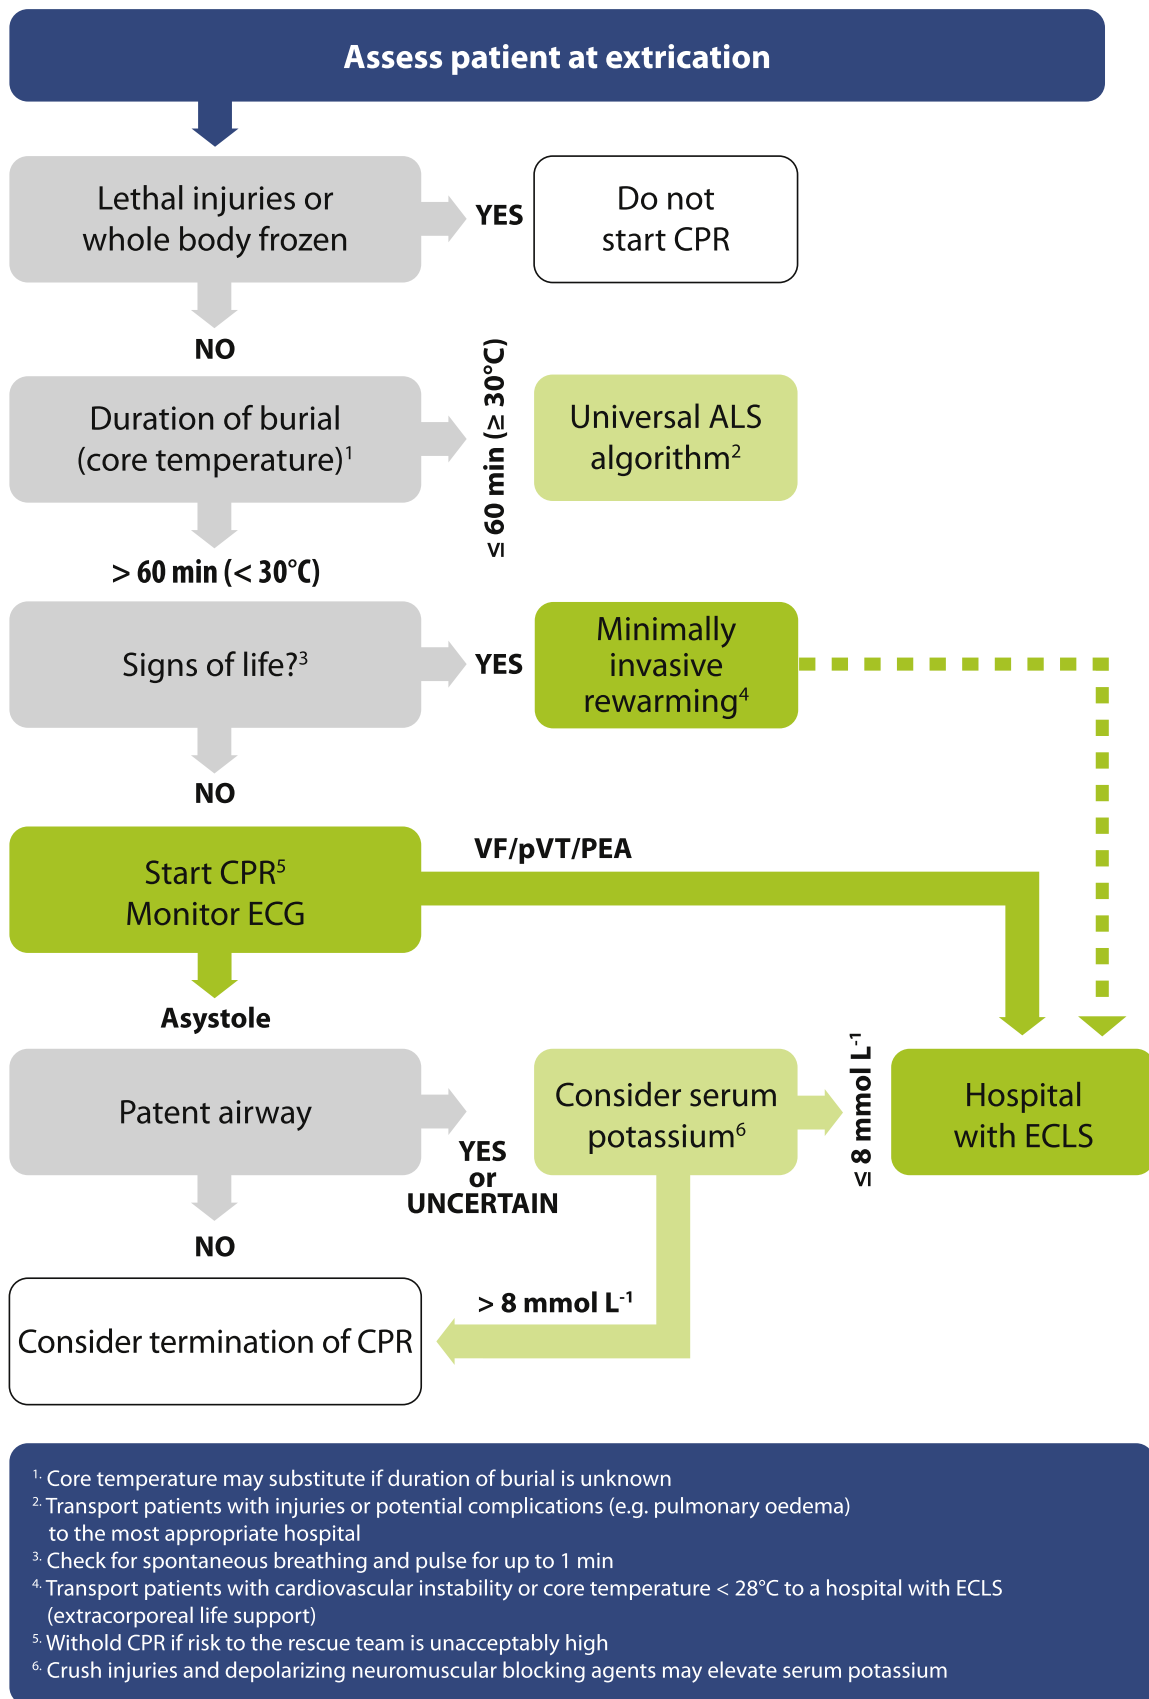 Assess patient at extrication
Lethal injuries or
whole body frozen
YES
Do not
start CPR
NO
Duration of burial
(core temperature)¹
≤ 60 min (≥ 30°C)
Universal ALS
algorithm²
> 60 min (< 30°C)
Signs of life?³
YES
Minimally
invasive
rewarming⁴
NO
Start CPR⁵
Monitor ECG
VF/pVT/PEA
Asystole
Patent airway
YES
or
UNCERTAIN
Consider serum
potassium⁶
≤ 8 mmol L⁻¹
Hospital
with ECLS
NO
> 8 mmol L⁻¹
Consider termination of CPR
¹· Core temperature may substitute if duration of burial is unknown
²· Transport patients with injuries or potential complications (e.g. pulmonary oedema)
to the most appropriate hospital
³· Check for spontaneous breathing and pulse for up to 1 min
⁴· Transport patients with cardiovascular instability or core temperature < 28°C to a hospital with ECLS
(extracorporeal life support)
⁵· Withold CPR if risk to the rescue team is unacceptably high
⁶· Crush injuries and depolarizing neuromuscular blocking agents may elevate serum potassium